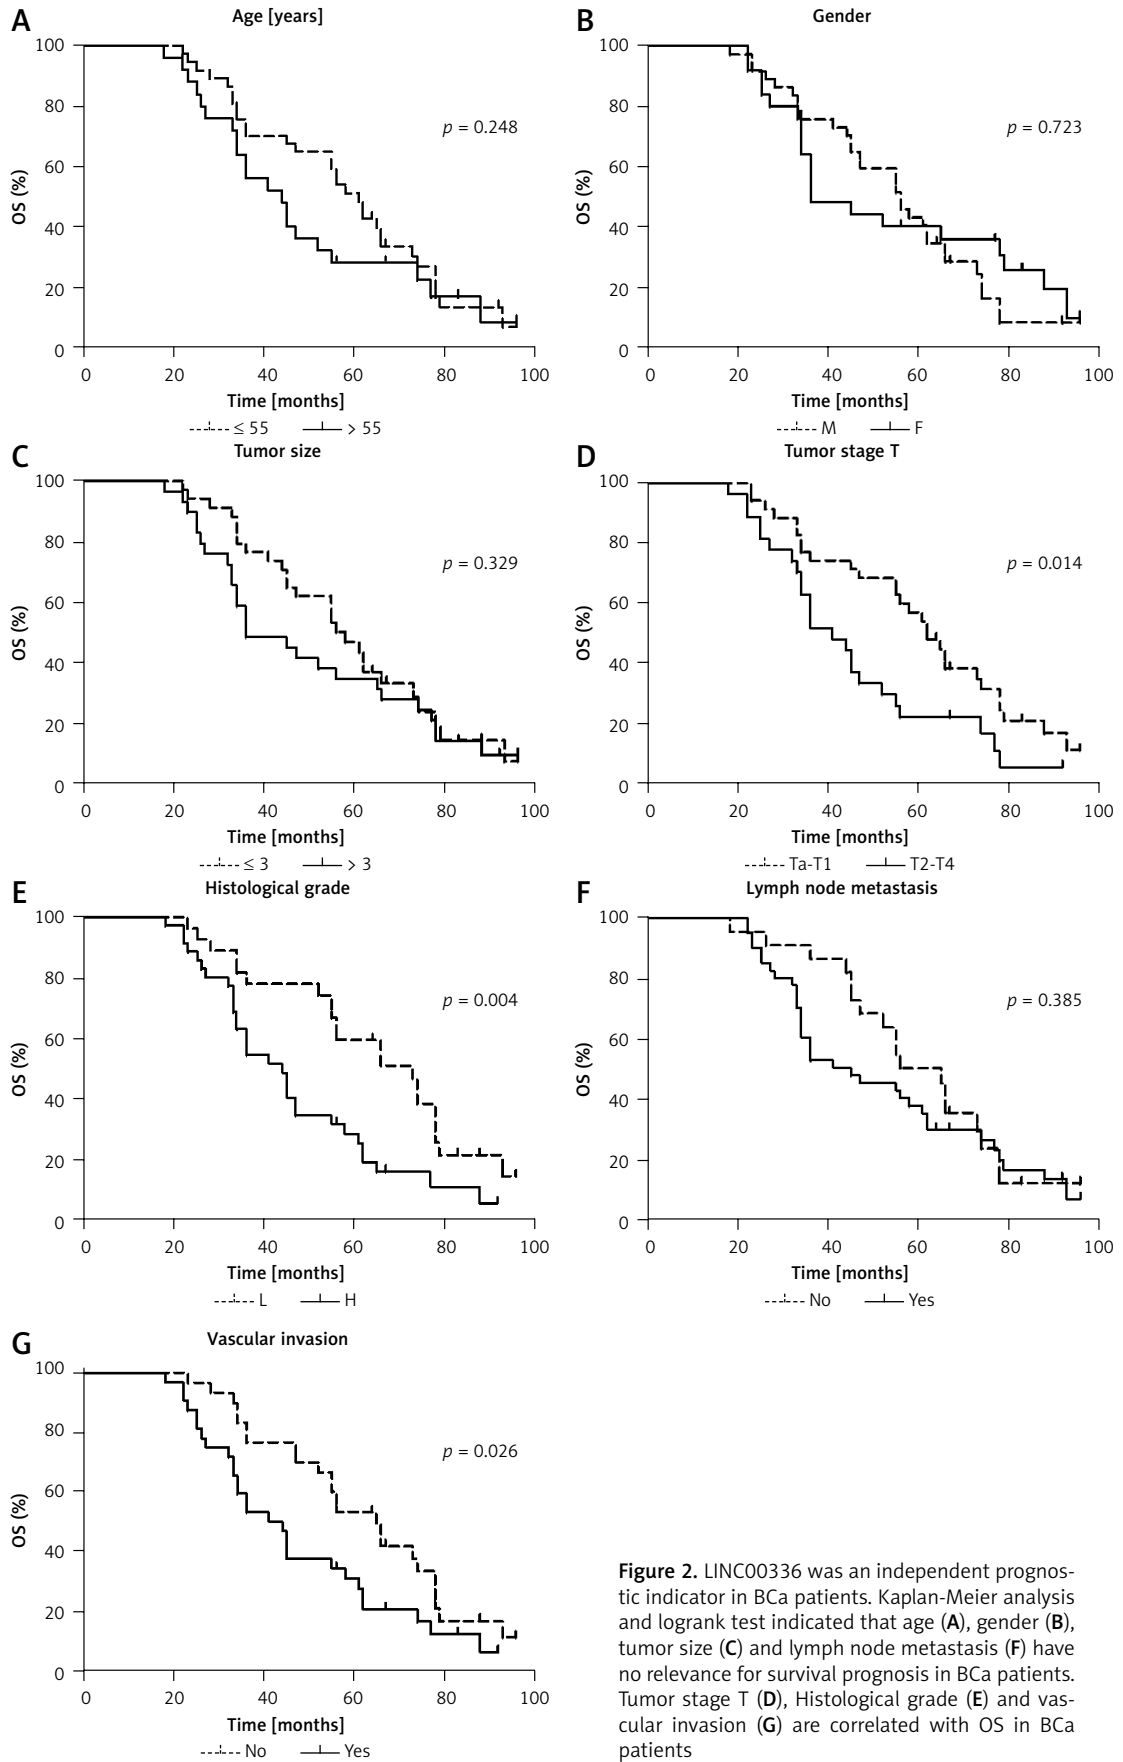 A
Age [years]
100
80
60
40
20
0
OS (%)
p = 0.248
0 20 40 60 80 100
Time [months]
≤ 55 > 55
B
Gender
100
80
60
40
20
0
OS (%)
p = 0.723
0 20 40 60 80 100
Time [months]
M F
C
Tumor size
100
80
60
40
20
0
OS (%)
p = 0.329
0 20 40 60 80 100
Time [months]
≤ 3 > 3
D
Tumor stage T
100
80
60
40
20
0
OS (%)
p = 0.014
0 20 40 60 80 100
Time [months]
Ta-T1 T2-T4
E
Histological grade
100
80
60
40
20
0
OS (%)
p = 0.004
0 20 40 60 80 100
Time [months]
L H
F
Lymph node metastasis
100
80
60
40
20
0
OS (%)
p = 0.385
0 20 40 60 80 100
Time [months]
No Yes
G
Vascular invasion
100
80
60
40
20
0
OS (%)
p = 0.026
0 20 40 60 80 100
Time [months]
No Yes
Figure 2. LINC00336 was an independent prognos-
tic indicator in BCa patients. Kaplan-Meier analysis
and logrank test indicated that age (A), gender (B),
tumor size (C) and lymph node metastasis (F) have
no relevance for survival prognosis in BCa patients.
Tumor stage T (D), Histological grade (E) and vas-
cular invasion (G) are correlated with OS in BCa
patients